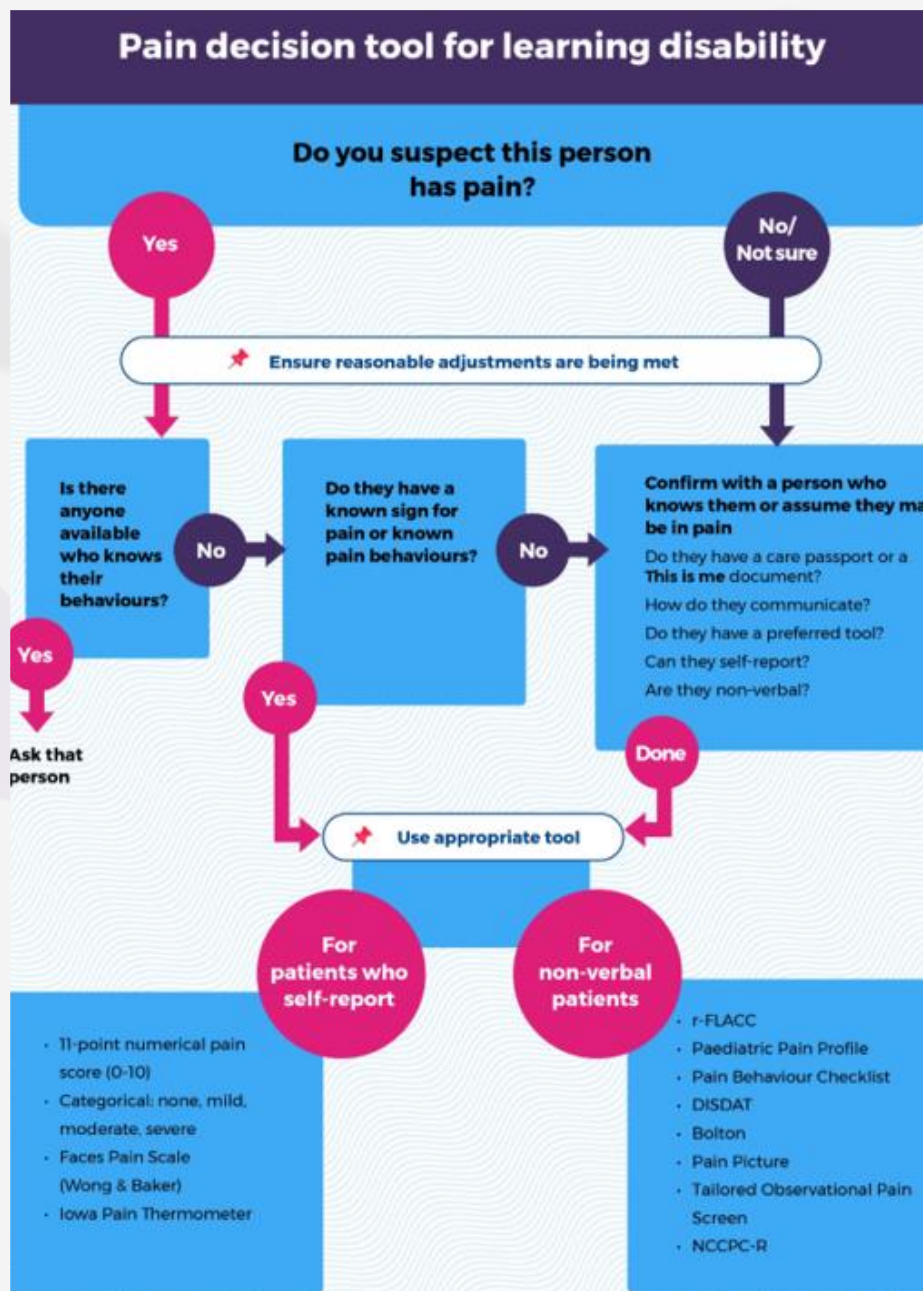 Pain decision tool for learning disability
Do you suspect this person
has pain?
Yes
No/
Not sure
Ensure reasonable adjustments are being met
Is there
anyone
available
who knows
their
behaviours?
No
Yes
Ask that
person
Do they have a
known sign for
pain or known
pain behaviours?
No
Yes
Confirm with a person who
knows them or assume they ma
be in pain
Do they have a care passport or a
This is me document?
How do they communicate?
Do they have a preferred tool?
Can they self-report?
Are they non-verbal?
Done
Use appropriate tool
For
patients who
self-report
• 11-point numerical pain
score (0-10)
• Categorical: none, mild,
moderate, severe
• Faces Pain Scale
(Wong & Baker)
• Iowa Pain Thermometer
For
non-verbal
patients
• r-FLACC
• Paediatric Pain Profile
• Pain Behaviour Checklist
• DISDAT
• Bolton
• Pain Picture
• Tailored Observational Pain
Screen
• NCCPC-R